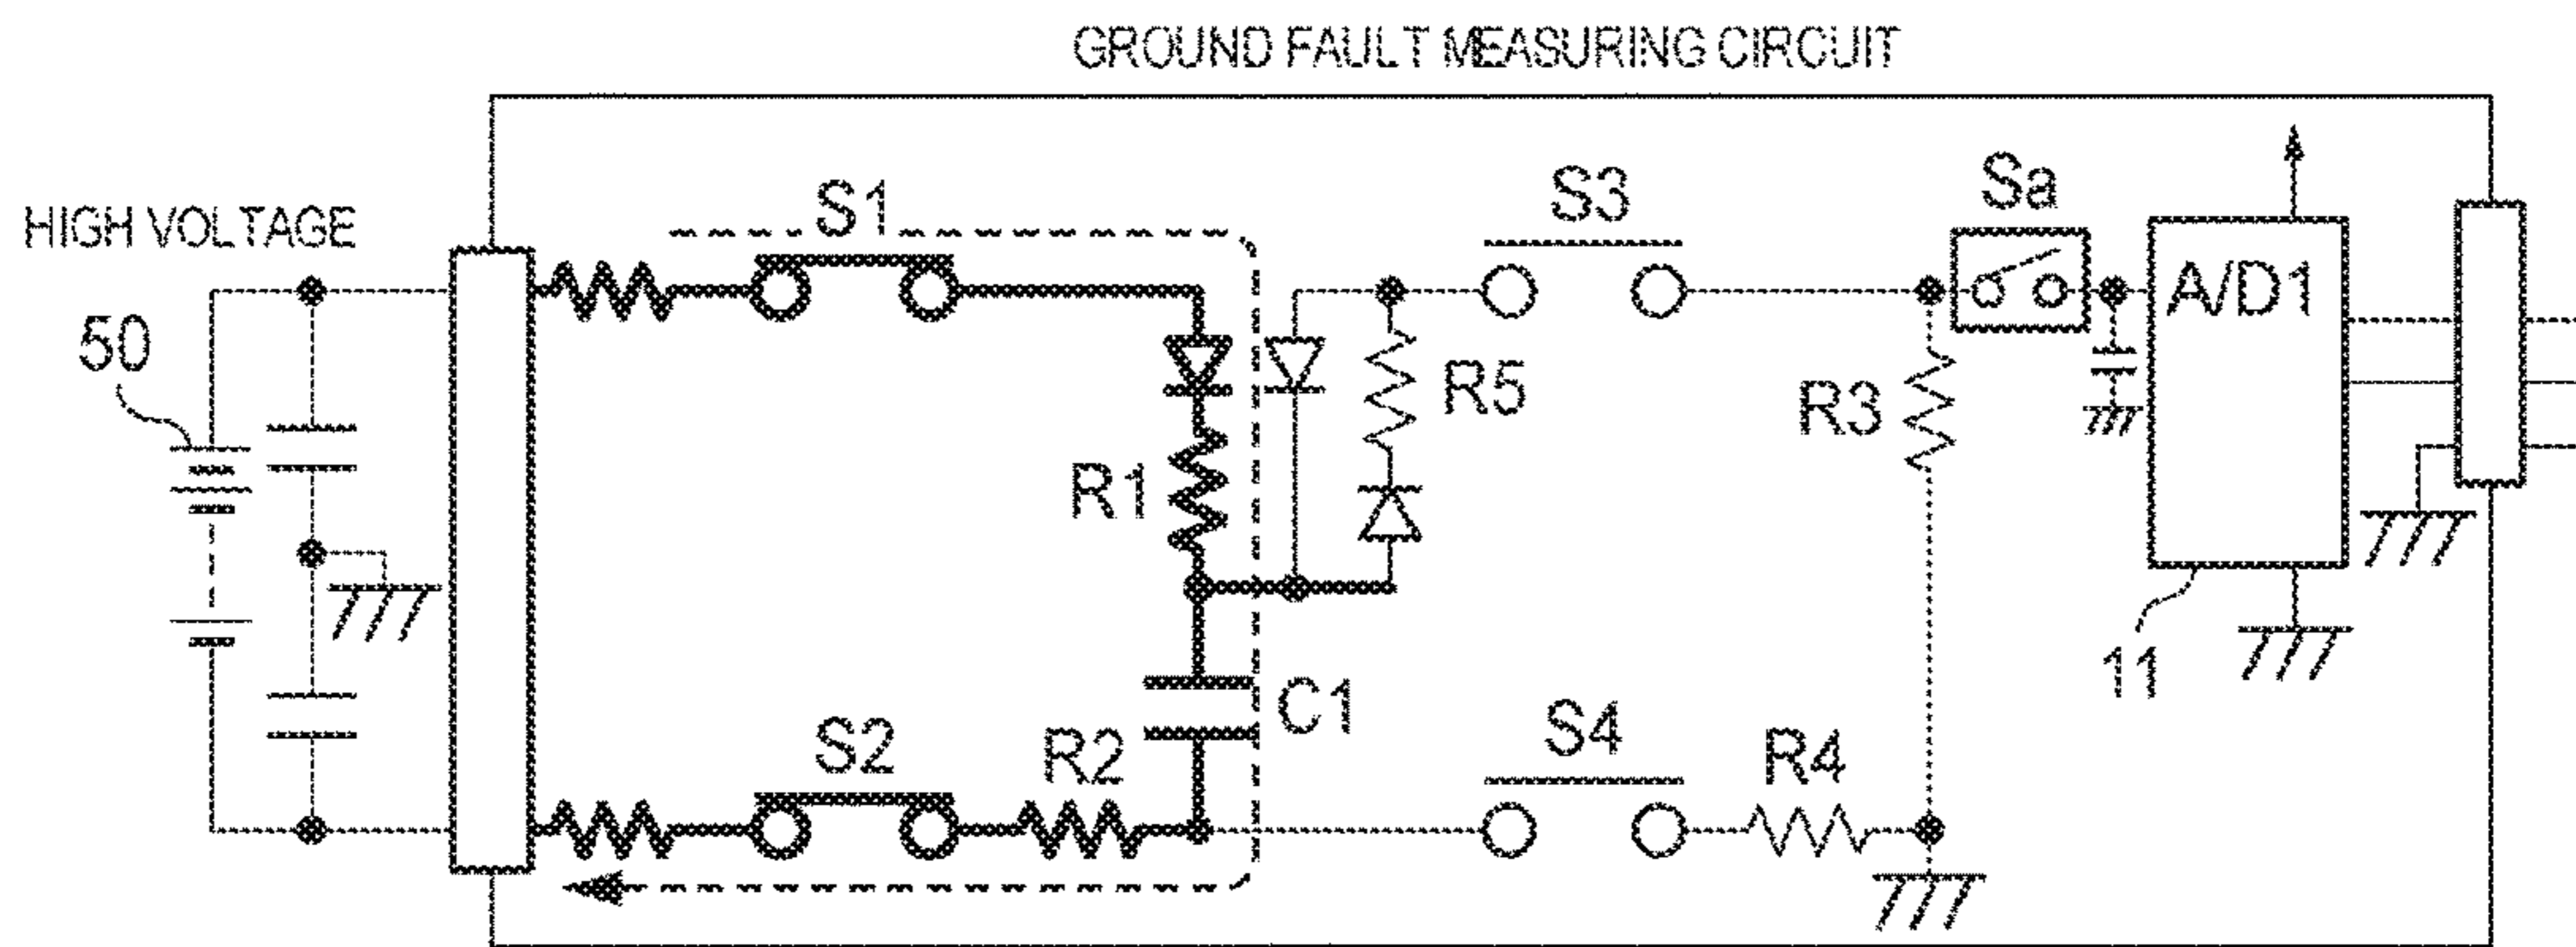 GROUND FAULT MEASURING CIRCUIT
HIGH VOLTAGE
S1
S3
Sa
50
A/D1
R5
R3
R1
C1
S2
R2
S4
R4
11